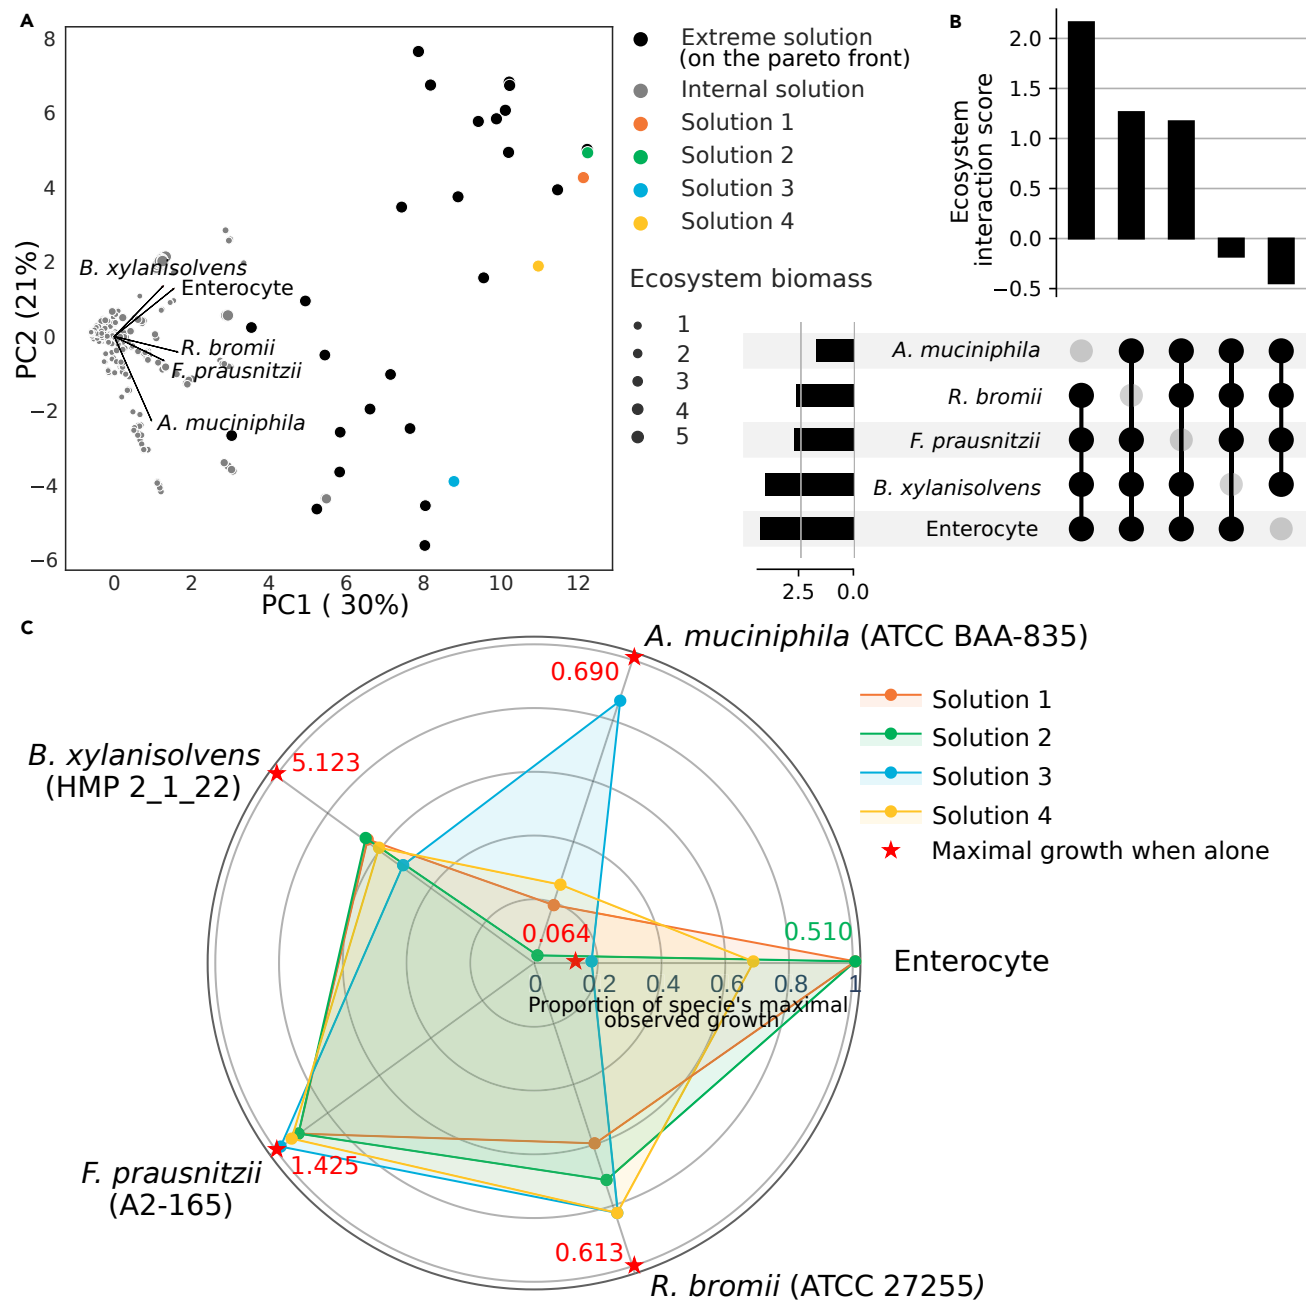 A
8
6
4
2
0
−2
−4
−6
PC2 (21%)
0
2
4
6
8
10
12
PC1 ( 30%)
B. xylanisolvens
Enterocyte
R. bromii
F. prausnitzii
A. muciniphila
Extreme solution
(on the pareto front)
Internal solution
Solution 1
Solution 2
Solution 3
Solution 4
Ecosystem biomass
1
2
3
4
5
B
Ecosystem
interaction score
2.0
1.5
1.0
0.5
0.0
−0.5
A. muciniphila
R. bromii
F. prausnitzii
B. xylanisolvens
Enterocyte
2.5
0.0
C
A. muciniphila (ATCC BAA-835)
0.690
B. xylanisolvens
(HMP 2_1_22)
5.123
Solution 1
Solution 2
Solution 3
Solution 4
Maximal growth when alone
0.064
0.510
Enterocyte
0
0.2
0.4
0.6
0.8
1
Proportion of specie's maximal
observed growth
F. prausnitzii
(A2-165)
1.425
0.613
R. bromii (ATCC 27255)